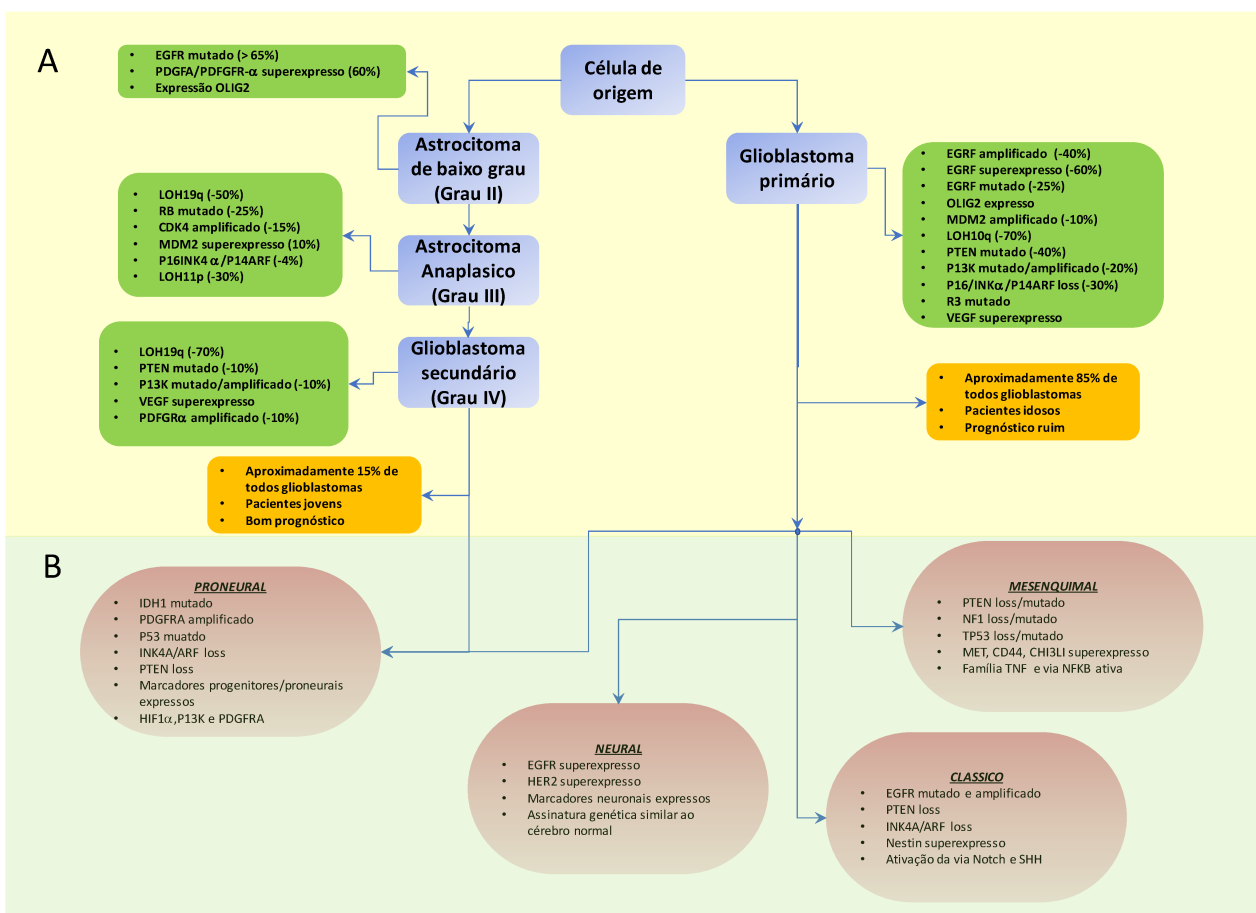 A
• EGFR mutado (> 65%)
• PDGFA/PDFGFR-α superexpresso (60%)
• Expressão OLIG2
Célula de
origem
Astrocitoma
de baixo grau
(Grau II)
Glioblastoma
primário
• EGRF amplificado (-40%)
• EGRF superexpresso (-60%)
• EGRF mutado (-25%)
• OLIG2 expresso
• MDM2 amplificado (-10%)
• LOH10q (-70%)
• PTEN mutado (-40%)
• P13K mutado/amplificado (-20%)
• P16/INKα/P14ARF loss (-30%)
• R3 mutado
• VEGF superexpresso
• LOH19q (-50%)
• RB mutado (-25%)
• CDK4 amplificado (-15%)
• MDM2 superexpresso (10%)
• P16INK4 α/P14ARF (-4%)
• LOH11p (-30%)
Astrocitoma
Anaplasico
(Grau III)
• LOH19q (-70%)
• PTEN mutado (-10%)
• P13K mutado/amplificado (-10%)
• VEGF superexpresso
• PDFGRα amplificado (-10%)
Glioblastoma
secundário
(Grau IV)
• Aproximadamente 85% de
todos glioblastomas
• Pacientes idosos
• Prognóstico ruim
• Aproximadamente 15% de
todos glioblastomas
• Pacientes jovens
• Bom prognóstico
B
PRONEURAL
• IDH1 mutado
• PDGFRA amplificado
• P53 muatdo
• INK4A/ARF loss
• PTEN loss
• Marcadores progenitores/proneurais
expressos
• HIF1α,P13K e PDGFRA
MESENQUIMAL
• PTEN loss/mutado
• NF1 loss/mutado
• TP53 loss/mutado
• MET, CD44, CHI3LI superexpresso
• Família TNF e via NFKB ativa
NEURAL
• EGFR superexpresso
• HER2 superexpresso
• Marcadores neuronais expressos
• Assinatura genética similar ao
cérebro normal
CLASSICO
• EGFR mutado e amplificado
• PTEN loss
• INK4A/ARF loss
• Nestin superexpresso
• Ativação da via Notch e SHH